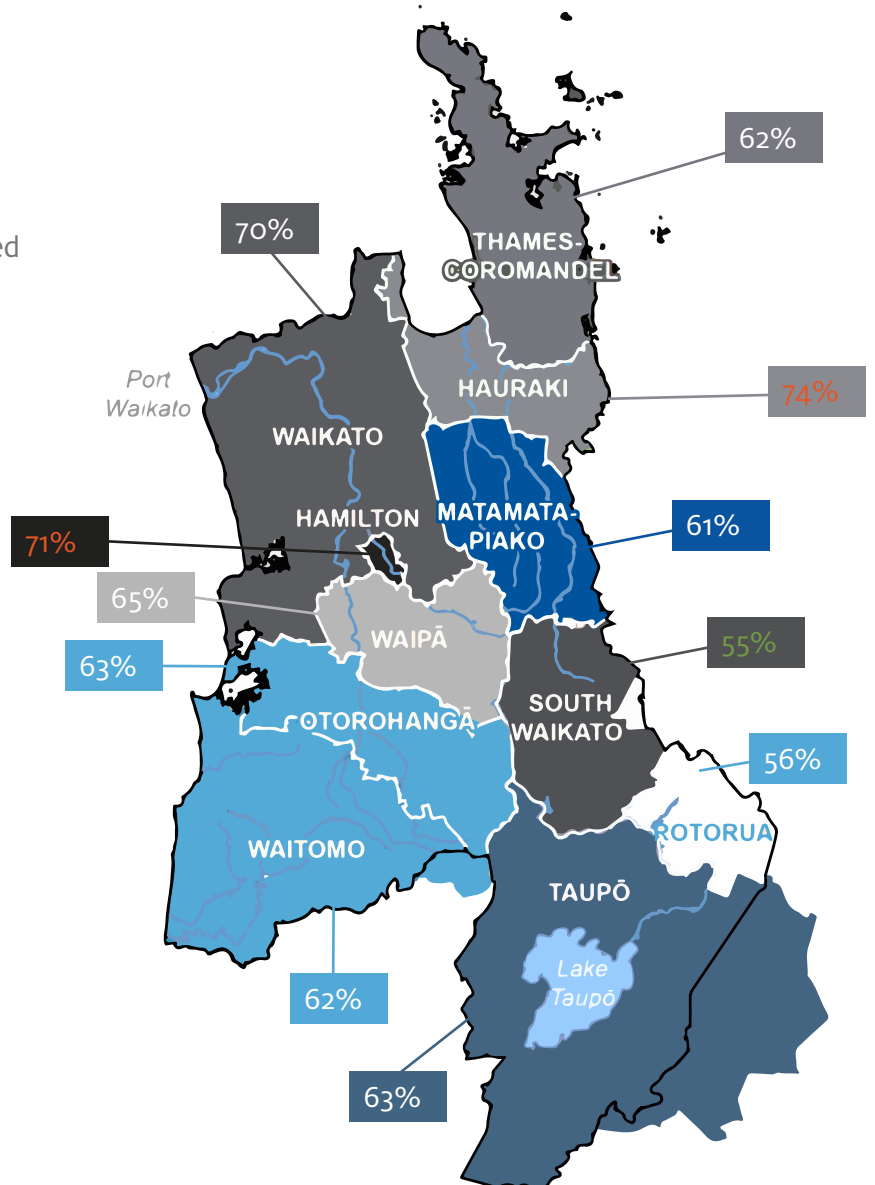 62%
70%
ed
THAMES-
COROMANDEL
Port
Waikato
HAURAKI
74%
WAIKATO
HAMILTON
MATAMATA-
PIAKO
61%
71%
65%
WAIPĀ
55%
63%
SOUTH
WAIKATO
OTOROHANGĀ
56%
ROTORUA
WAITOMO
TAUPŌ
Lake
Taupō
62%
63%